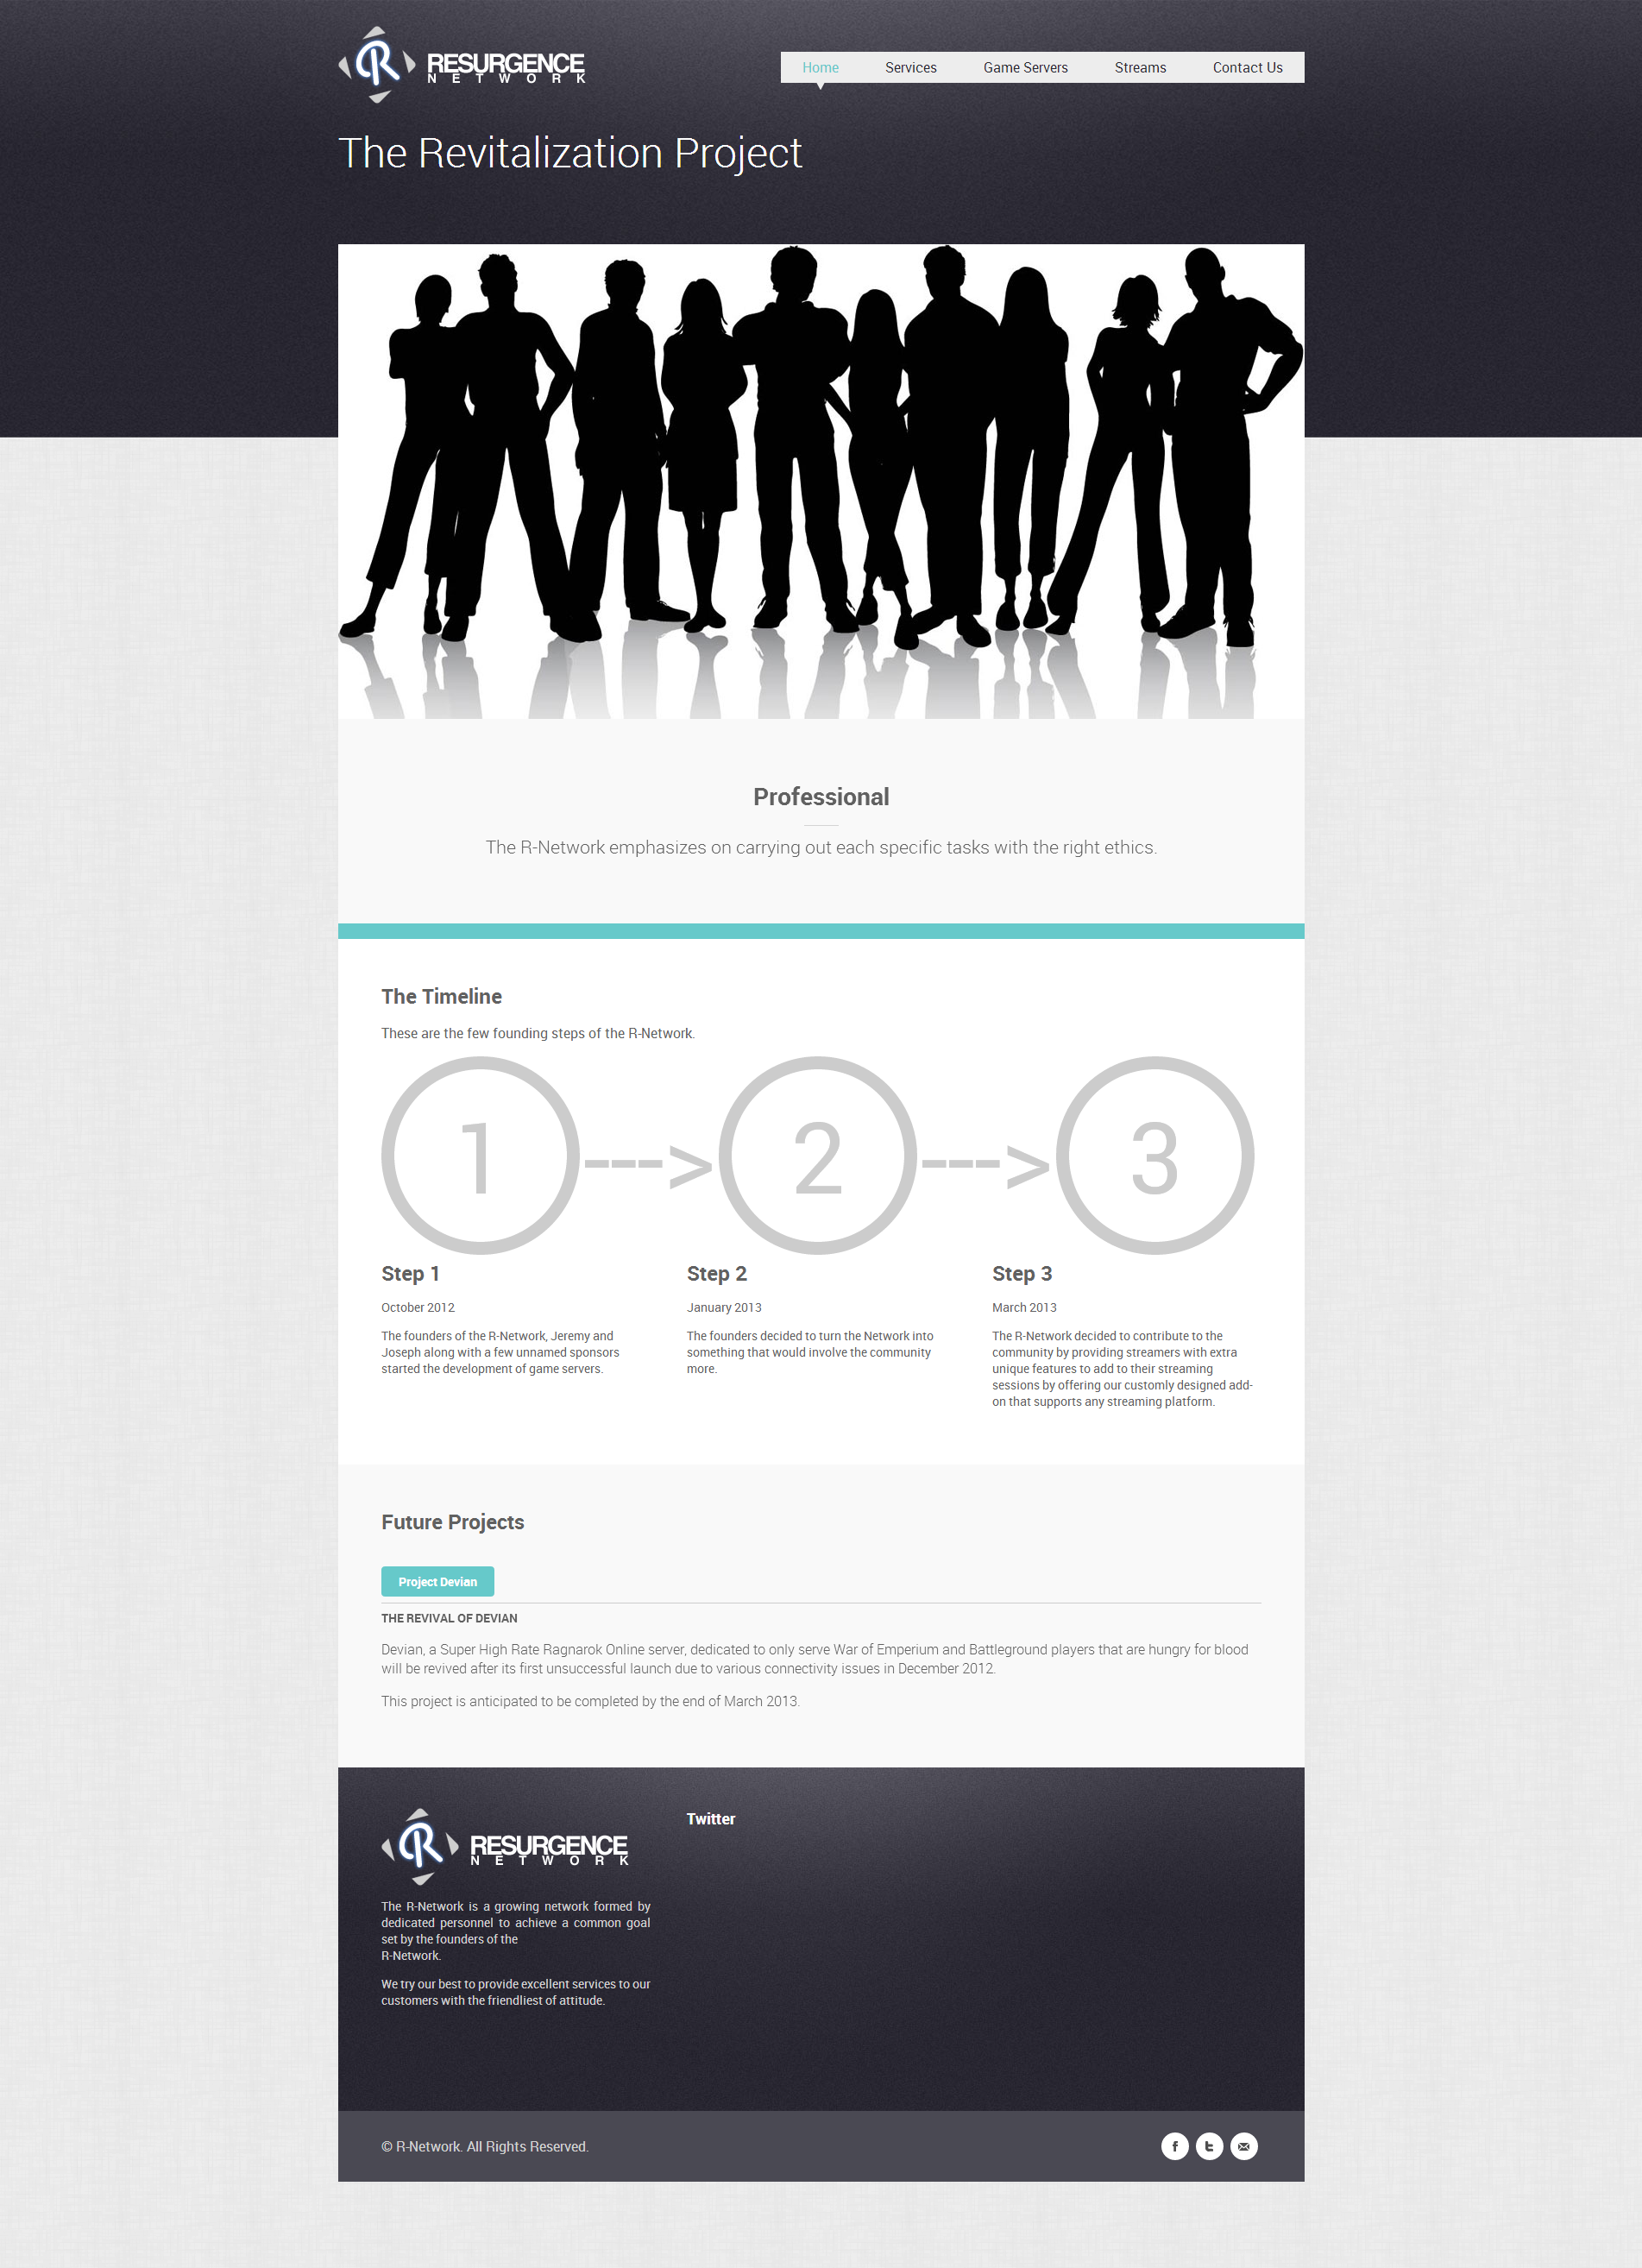 R RESURGENCE
NETWORK
Home Services Game Servers Streams Contact Us
The Revitalization Project
Professional
The R-Network emphasizes on carrying out each specific tasks with the right ethics.
The Timeline
These are the few founding steps of the R-Network.
1 ---> 2 ---> 3
Step 1
October 2012
The founders of the R-Network, Jeremy and
Joseph along with a few unnamed sponsors
started the development of game servers.
Step 2
January 2013
The founders decided to turn the Network into
something that would involve the community
more.
Step 3
March 2013
The R-Network decided to contribute to the
community by providing streamers with extra
unique features to add to their streaming
sessions by offering our customly designed add-
on that supports any streaming platform.
Future Projects
Project Devian
THE REVIVAL OF DEVIAN
Devian, a Super High Rate Ragnarok Online server, dedicated to only serve War of Emperium and Battleground players that are hungry for blood
will be revived after its first unsuccessful launch due to various connectivity issues in December 2012.
This project is anticipated to be completed by the end of March 2013.
R RESURGENCE
NETWORK
The R-Network is a growing network formed by
dedicated personnel to achieve a common goal
set by the founders of the
R-Network.
We try our best to provide excellent services to our
customers with the friendliest of attitude.
Twitter
© R-Network. All Rights Reserved.